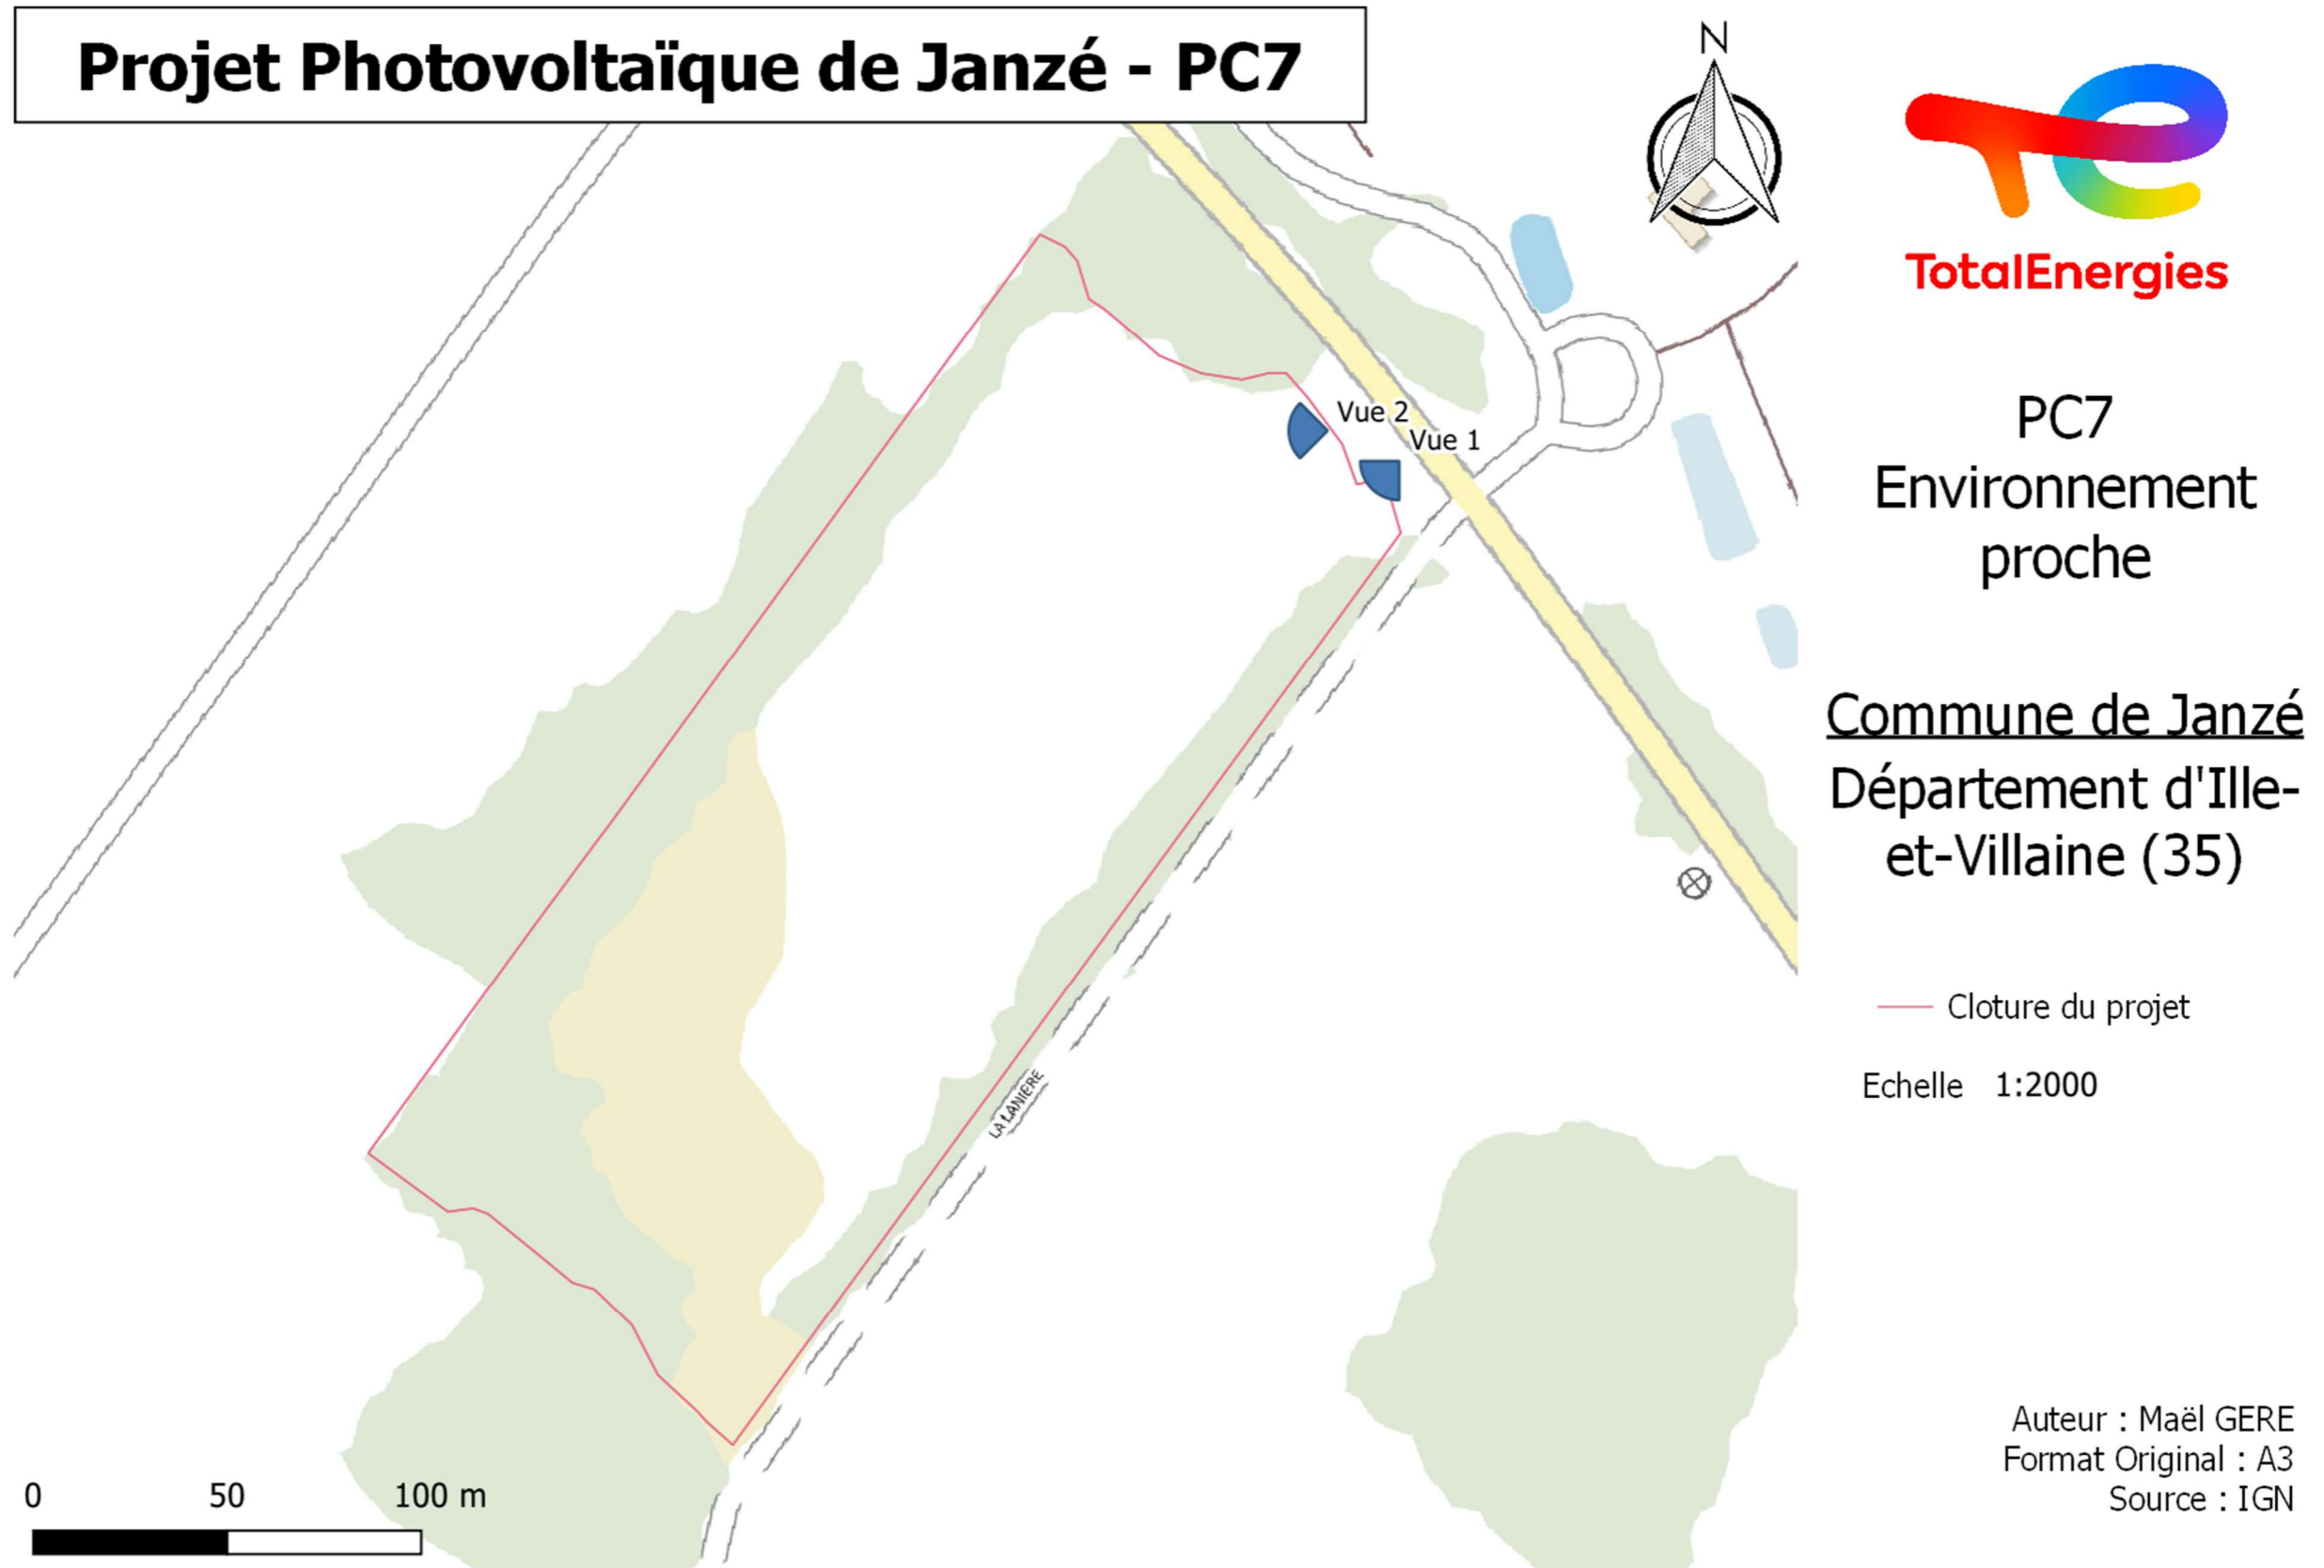 Projet Photovoltaïque de Janzé - PC7
N
TotalEnergies
PC7
Environnement
proche
Commune de Janzé
Département d'Ille-
et-Villaine (35)
Cloture du projet
Echelle 1:2000
Vue 2
Vue 1
LA LANIERE
0 50 100 m
Auteur : Maël GERE
Format Original : A3
Source : IGN